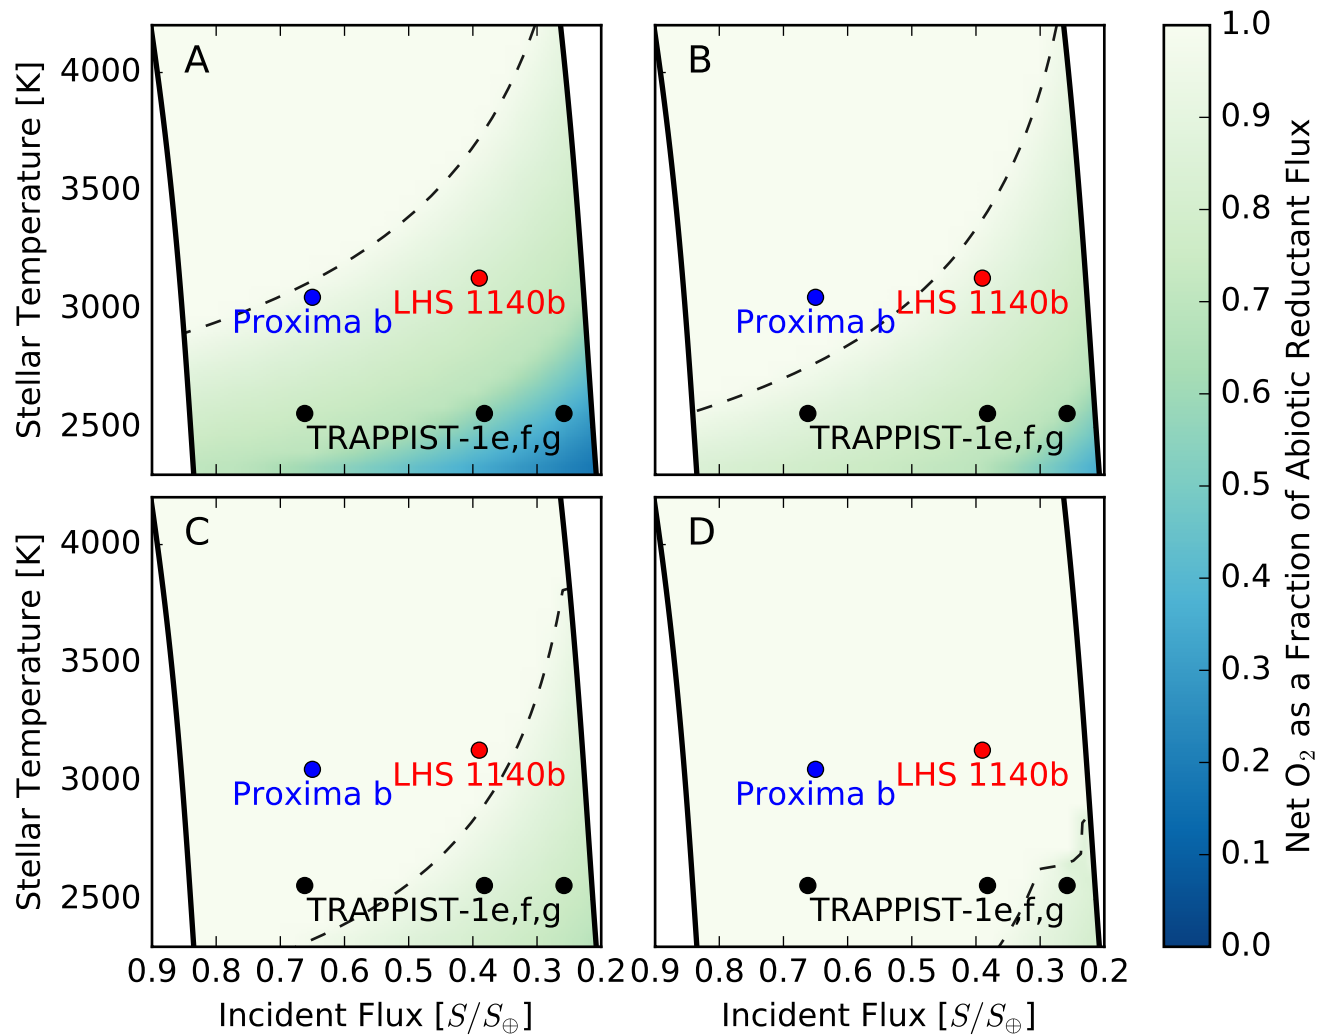 A
B
4000
3500
3000
2500
Stellar Temperature [K]
LHS 1140b
Proxima b
TRAPPIST-1e,f,g
LHS 1140b
Proxima b
TRAPPIST-1e,f,g
C
D
4000
3500
3000
2500
Stellar Temperature [K]
LHS 1140b
Proxima b
TRAPPIST-1e,f,g
LHS 1140b
Proxima b
TRAPPIST-1e,f,g
0.9 0.8 0.7 0.6 0.5 0.4 0.3 0.2
0.9 0.8 0.7 0.6 0.5 0.4 0.3 0.2
Incident Flux [S/S⊕]
Incident Flux [S/S⊕]
1.0
0.9
0.8
0.7
0.6
0.5
0.4
0.3
0.2
0.1
0.0
Net O₂ as a Fraction of Abiotic Reductant Flux